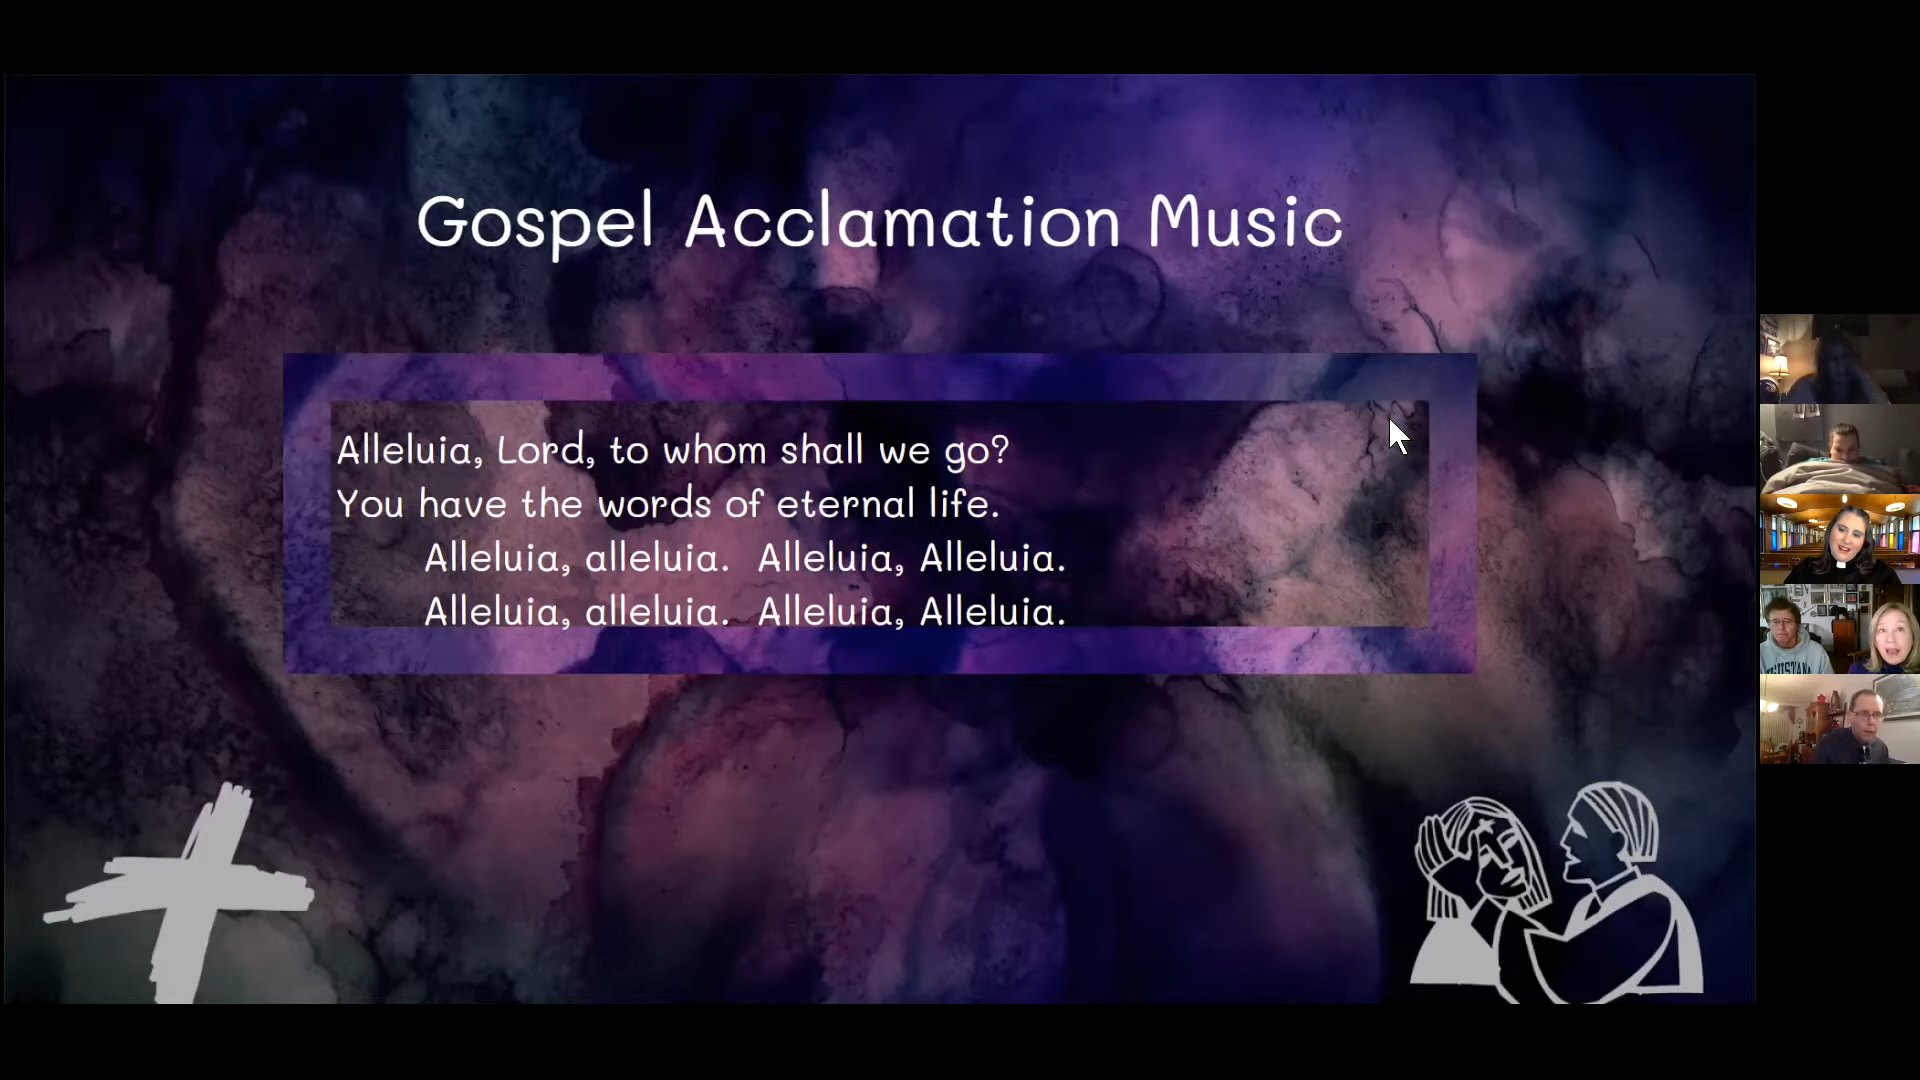 Gospel Acclamation Music
Alleluia, Lord, to whom shall we go?
You have the words of eternal life.
Alleluia, alleluia.  Alleluia, Alleluia.
Alleluia, alleluia.  Alleluia, Alleluia.